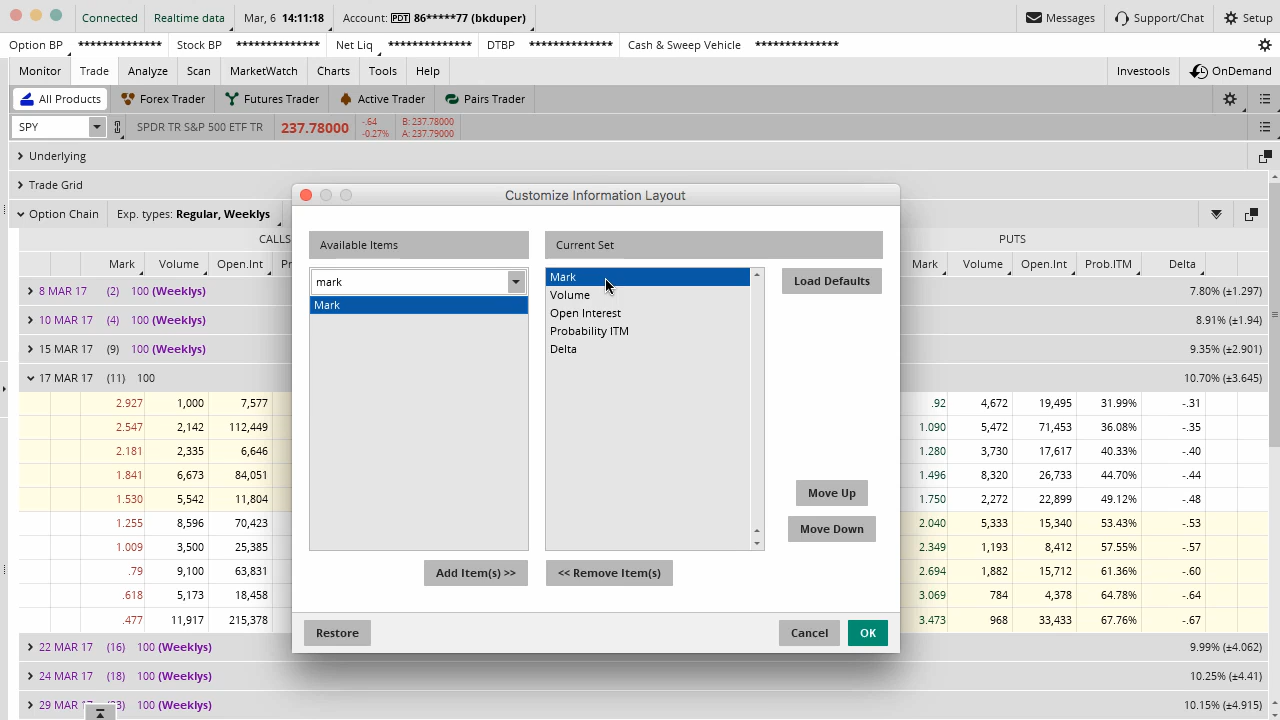 Connected Realtime data Mar, 6 14:11:18 Account: PDT 86*****77 (bkduper) Messages Support/Chat Setup
Option BP ************** Stock BP ************** Net Liq ************** DTBP ************** Cash & Sweep Vehicle **************
Monitor Trade Analyze Scan MarketWatch Charts Tools Help Investools OnDemand
All Products Forex Trader Futures Trader Active Trader Pairs Trader
SPY SPDR TR S&P 500 ETF TR 237.78000 -.64 B: 237.78000
-0.27% A: 237.79000
Underlying
Trade Grid
Customize Information Layout
Option Chain Exp. types: Regular, Weeklys
CALLS PUTS
Available Items Current Set
Mark Volume Open.Int Mark Volume Open.Int Prob.ITM Delta
mark Mark Load Defaults
8 MAR 17 (2) 100 (Weeklys) 7.80% (±1.297)
Mark Volume
Open Interest
10 MAR 17 (4) 100 (Weeklys) 8.91% (±1.94)
Probability ITM
15 MAR 17 (9) 100 (Weeklys) Delta 9.35% (±2.901)
17 MAR 17 (11) 100 10.70% (±3.645)
2.927 1,000 7,577 .92 4,672 19,495 31.99% -.31
2.547 2,142 112,449 1.090 5,472 71,453 36.08% -.35
2.181 2,335 6,646 1.280 3,730 17,617 40.33% -.40
1.841 6,673 84,051 1.496 8,320 26,733 44.70% -.44
1.530 5,542 11,804 Move Up 1.750 2,272 22,899 49.12% -.48
1.255 8,596 70,423 Move Down 2.040 5,333 15,340 53.43% -.53
1.009 3,500 25,385 2.349 1,193 8,412 57.55% -.57
.79 9,100 63,831 Add Item(s) >> << Remove Item(s) 2.694 1,882 15,712 61.36% -.60
.618 5,173 18,458 3.069 784 4,378 64.78% -.64
.477 11,917 215,378 3.473 968 33,433 67.76% -.67
Restore Cancel OK
22 MAR 17 (16) 100 (Weeklys) 9.99% (±4.062)
24 MAR 17 (18) 100 (Weeklys) 10.25% (±4.41)
29 MAR 100 (Weeklys) 10.15% (±4.915)